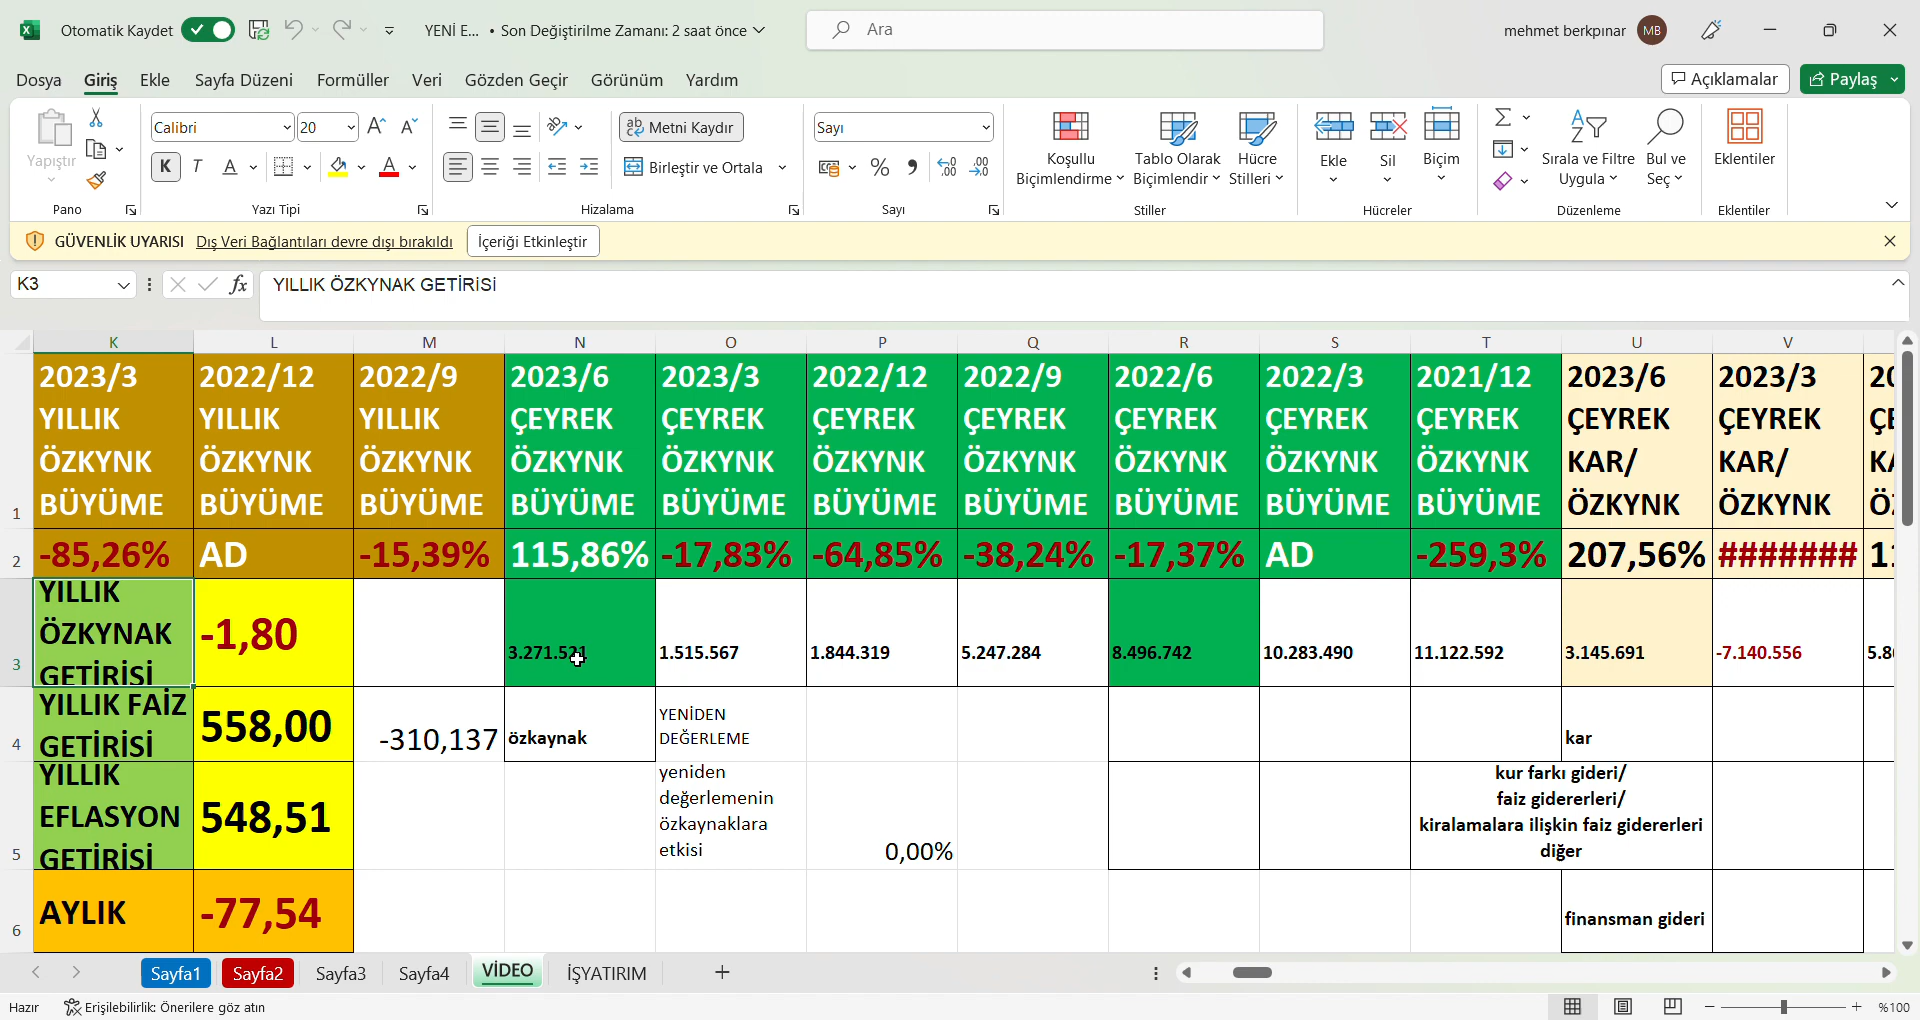 Otomatik Kaydet
YENİ E... • Son Değiştirilme Zamanı: 2 saat önce
Ara
mehmet berkpınar
MB
Dosya Giriş Ekle Sayfa Düzeni Formüller Veri Gözden Geçir Görünüm Yardım
Açıklamalar
Paylaş
Yapıştır
Calibri
20
K T A
A
Metni Kaydır
Birleştir ve Ortala
Sayı
Koşullu
Biçimlendirme
Tablo Olarak
Biçimlendir
Hücre
Stilleri
Ekle
Sil
Biçim
Sırala ve Filtre
Uygula
Bul ve
Seç
Eklentiler
Pano
Yazı Tipi
Hizalama
Sayı
Stiller
Hücreler
Düzenleme
Eklentiler
GÜVENLİK UYARISI Dış Veri Bağlantıları devre dışı bırakıldı İçeriği Etkinleştir
K3
fx
YILLIK ÖZKYNAK GETİRİSİ
K L M N O P Q R S T U V
1
2023/3
YILLIK
ÖZKYNK
BÜYÜME
2022/12
YILLIK
ÖZKYNK
BÜYÜME
2022/9
YILLIK
ÖZKYNK
BÜYÜME
2023/6
ÇEYREK
ÖZKYNK
BÜYÜME
2023/3
ÇEYREK
ÖZKYNK
BÜYÜME
2022/12
ÇEYREK
ÖZKYNK
BÜYÜME
2022/9
ÇEYREK
ÖZKYNK
BÜYÜME
2022/6
ÇEYREK
ÖZKYNK
BÜYÜME
2022/3
ÇEYREK
ÖZKYNK
BÜYÜME
2021/12
ÇEYREK
ÖZKYNK
BÜYÜME
2023/6
ÇEYREK
KAR/
ÖZKYNK
2023/3
ÇEYREK
KAR/
ÖZKYNK
2 -85,26% AD -15,39% 115,86% -17,83% -64,85% -38,24% -17,37% AD -259,3% 207,56% #######
3
YILLIK
ÖZKYNAK
GETİRİSİ
-1,80
3.271.521 1.515.567 1.844.319 5.247.284 8.496.742 10.283.490 11.122.592 3.145.691 -7.140.556
4
YILLIK FAİZ
GETİRİSİ
558,00
-310,137
özkaynak
YENİDEN
DEĞERLEME
kar
5
YILLIK
EFLASYON
GETİRİSİ
548,51
yeniden
değerlemenin
özkaynaklara
etkisi
0,00%
kur farkı gideri/
faiz gidererleri/
kiralamalara ilişkin faiz gidererleri
diğer
6
AYLIK
-77,54
finansman gideri
Sayfa1 Sayfa2 Sayfa3 Sayfa4 VİDEO İŞYATIRIM
Hazır
Erişilebilirlik: Önerilere göz atın
%100